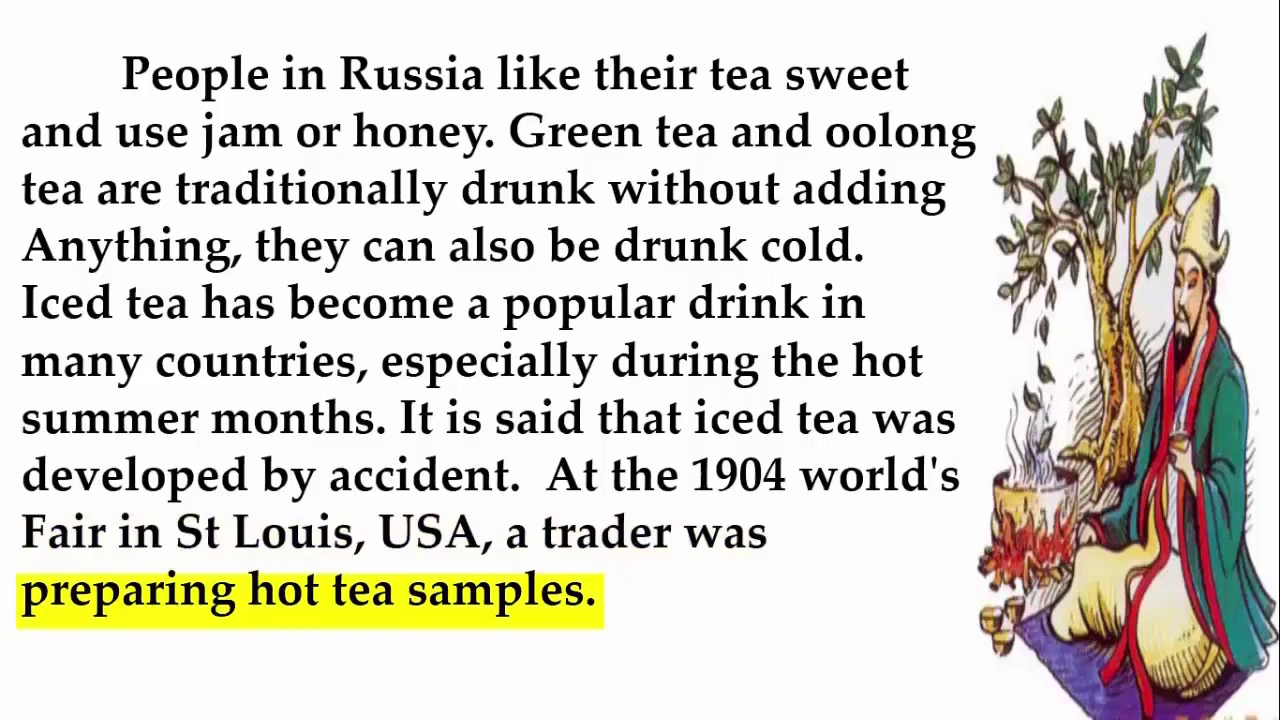 People in Russia like their tea sweet
and use jam or honey. Green tea and oolong
tea are traditionally drunk without adding
Anything, they can also be drunk cold.
Iced tea has become a popular drink in
many countries, especially during the hot
summer months. It is said that iced tea was
developed by accident.  At the 1904 world's
Fair in St Louis, USA, a trader was
preparing hot tea samples.